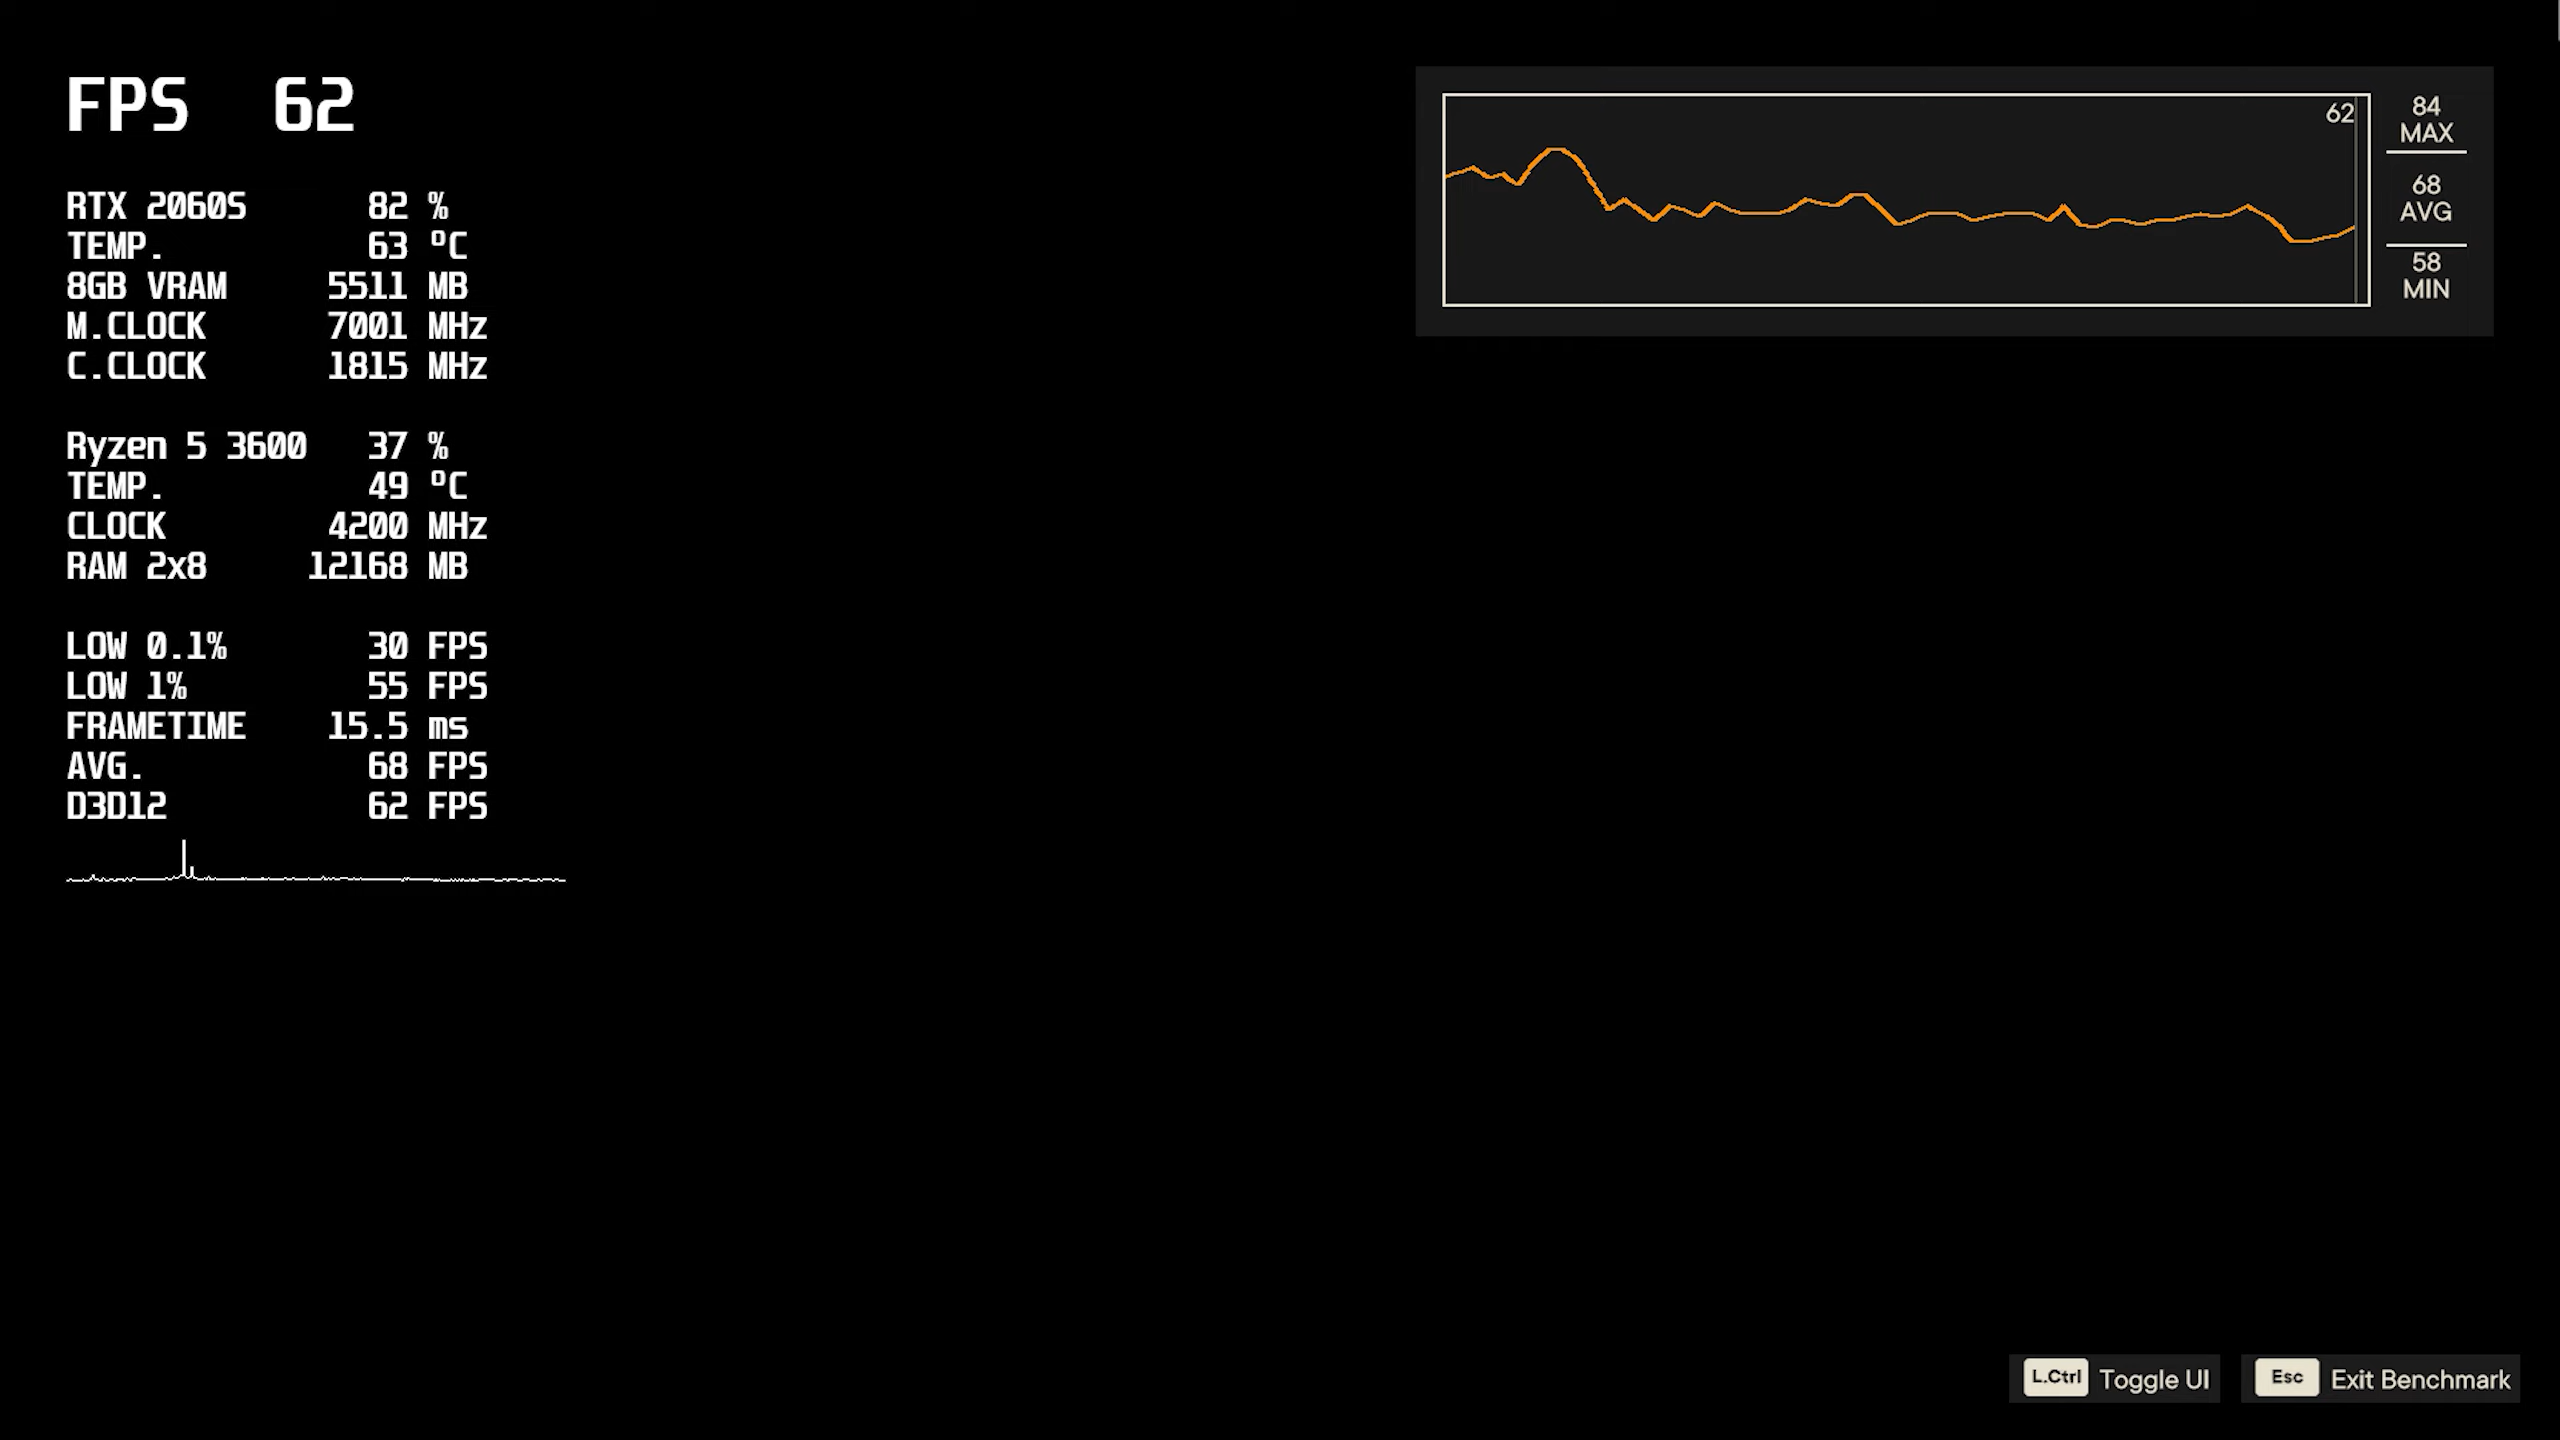 FPS 62
RTX 2060S 82 %
TEMP. 63 ºC
8GB VRAM 5511 MB
M.CLOCK 7001 MHz
C.CLOCK 1815 MHz
Ryzen 5 3600 37 %
TEMP. 49 ºC
CLOCK 4200 MHz
RAM 2x8 12168 MB
LOW 0.1% 30 FPS
LOW 1% 55 FPS
FRAMETIME 15.5 ms
AVG. 68 FPS
D3D12 62 FPS
62
84
MAX
68
AVG
58
MIN
L.Ctrl Toggle UI
Esc Exit Benchmark